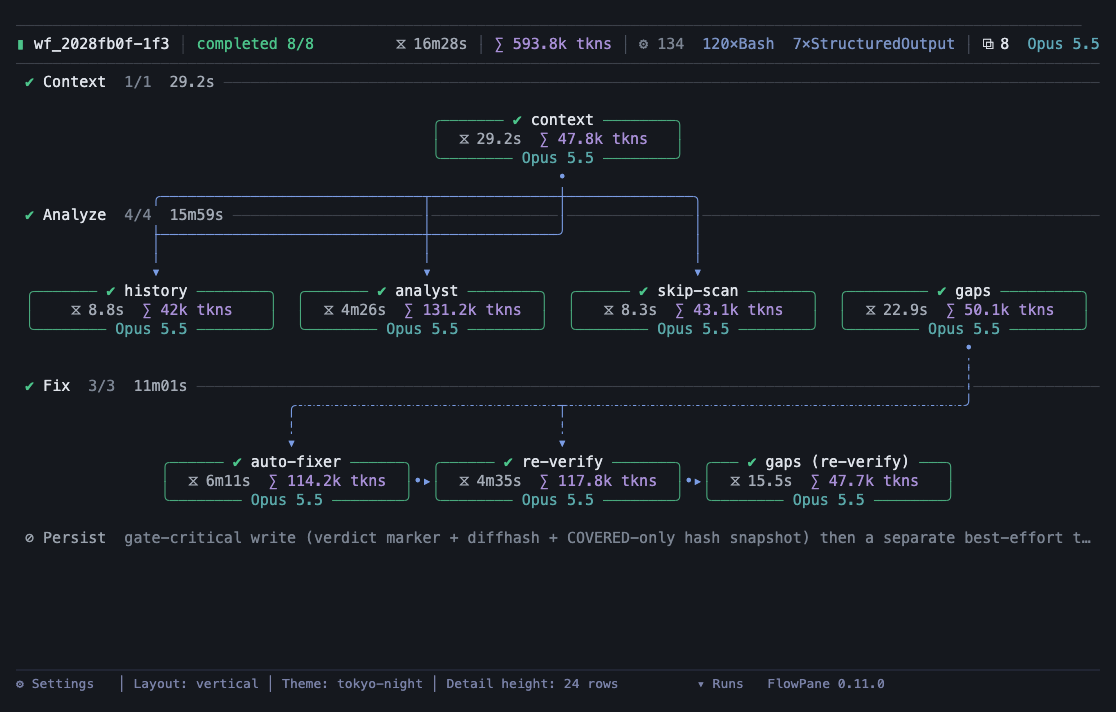 wf_2028fb0f-1f3 │ completed 8/8 ⧖ 16m28s │ ∑ 593.8k tkns │ ⚙ 134 120×Bash 7×StructuredOutput │ ⧉ 8 Opus 5.5
✔ Context 1/1 29.2s
✔ context
⧖ 29.2s ∑ 47.8k tkns
Opus 5.5
✔ Analyze 4/4 15m59s
✔ history ✔ analyst ✔ skip-scan ✔ gaps
⧖ 8.8s ∑ 42k tkns ⧖ 4m26s ∑ 131.2k tkns ⧖ 8.3s ∑ 43.1k tkns ⧖ 22.9s ∑ 50.1k tkns
Opus 5.5 Opus 5.5 Opus 5.5 Opus 5.5
✔ Fix 3/3 11m01s
✔ auto-fixer ✔ re-verify ✔ gaps (re-verify)
⧖ 6m11s ∑ 114.2k tkns ⧖ 4m35s ∑ 117.8k tkns ⧖ 15.5s ∑ 47.7k tkns
Opus 5.5 Opus 5.5 Opus 5.5
⊘ Persist gate-critical write (verdict marker + diffhash + COVERED-only hash snapshot) then a separate best-effort t…
⚙ Settings │ Layout: vertical │ Theme: tokyo-night │ Detail height: 24 rows ▾ Runs FlowPane 0.11.0